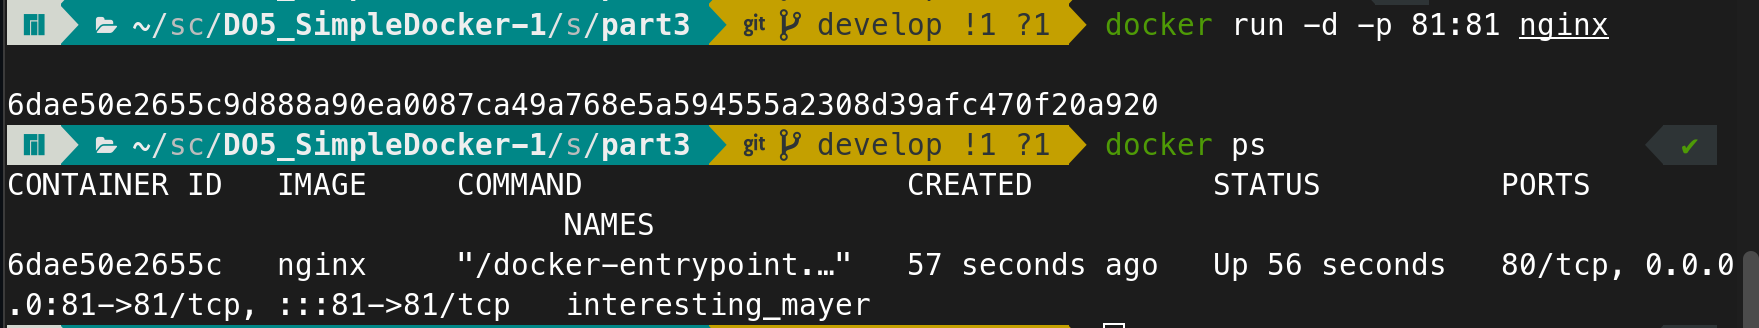 ~/sc/DO5_SimpleDocker-1/s/part3 git develop !1 ?1 docker run -d -p 81:81 nginx
6dae50e2655c9d888a90ea0087ca49a768e5a594555a2308d39afc470f20a920
~/sc/DO5_SimpleDocker-1/s/part3 git develop !1 ?1 docker ps ✔
CONTAINER ID IMAGE COMMAND CREATED STATUS PORTS
NAMES
6dae50e2655c nginx "/docker-entrypoint.…" 57 seconds ago Up 56 seconds 80/tcp, 0.0.0
.0:81->81/tcp, :::81->81/tcp interesting_mayer